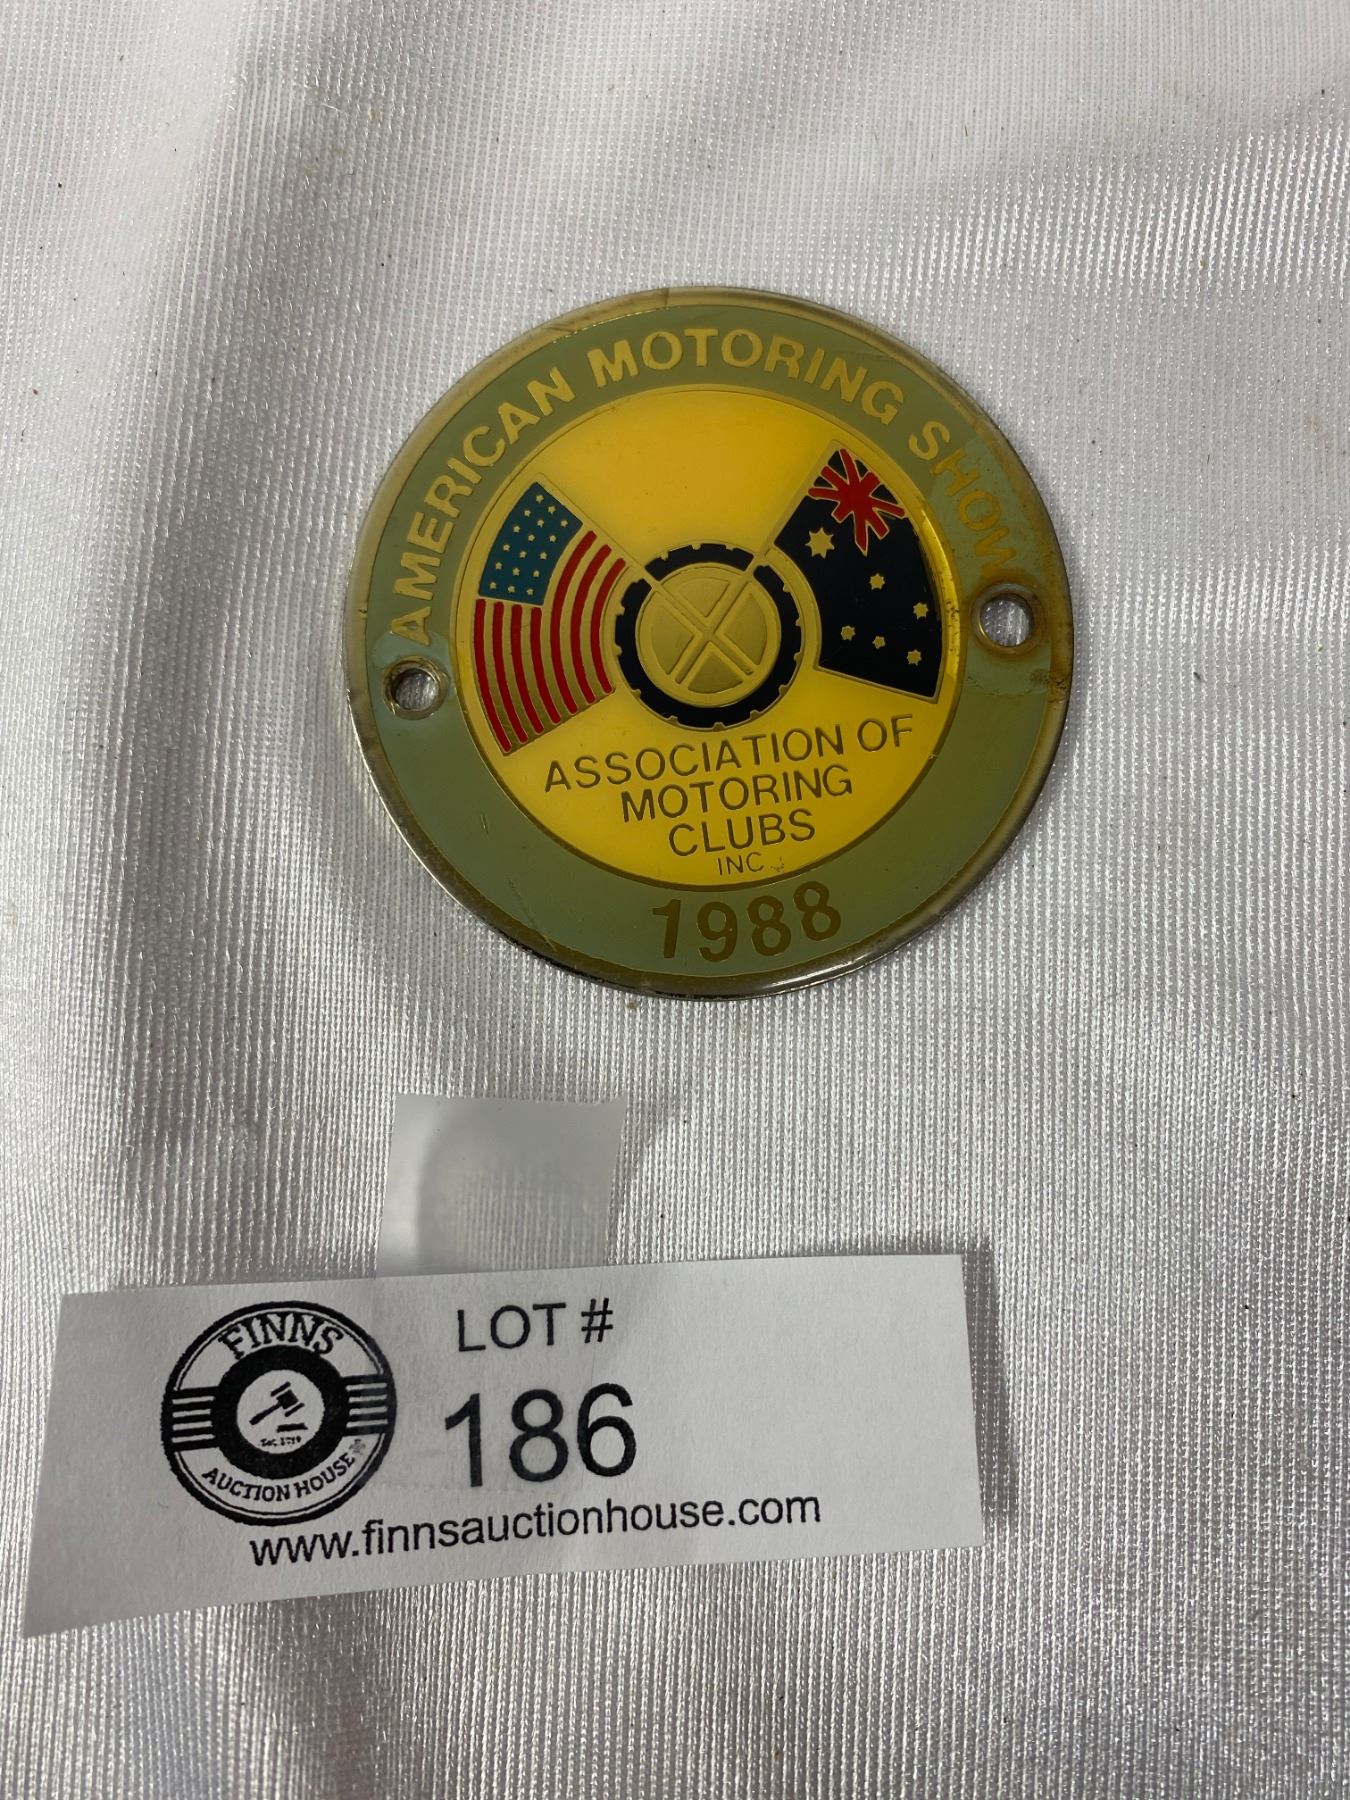 AMERICAN MOTORING SHOW
ASSOCIATION OF
MOTORING
CLUBS
INC.
1988
FINNS
AUCTION HOUSE
LOT #
186
www.finnsauctionhouse.com